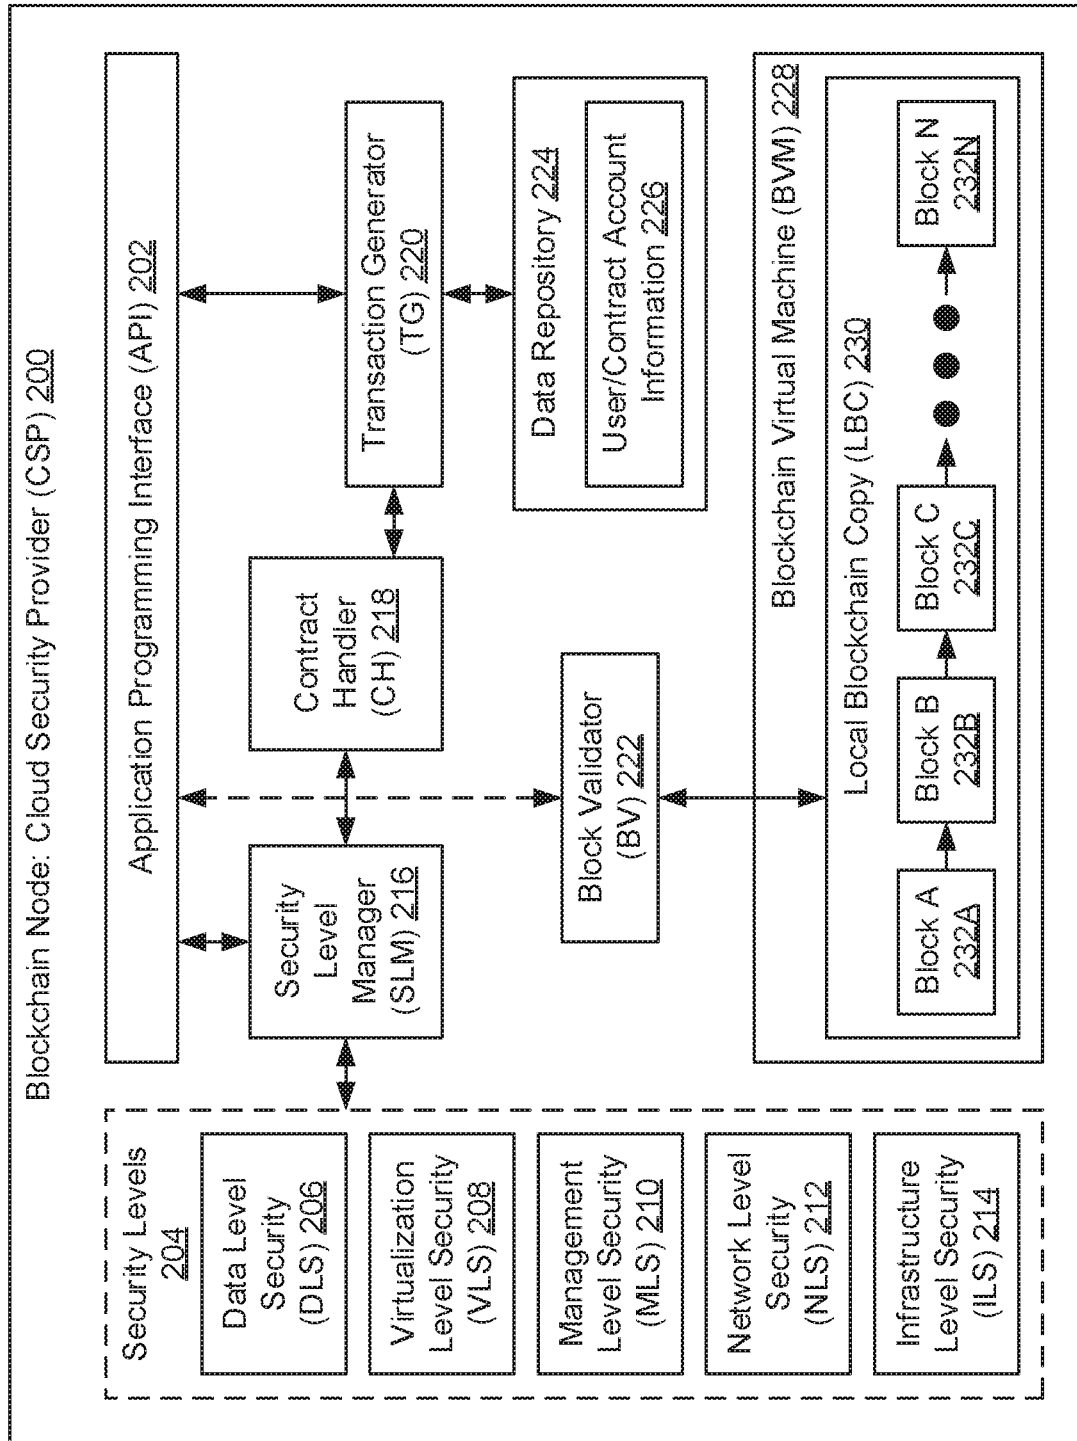 Blockchain Node: Cloud Security Provider (CSP) 200
Application Programming Interface (API) 202
Security Levels
204
Data Level
Security
(DLS) 206
Virtualization
Level Security
(VLS) 208
Management
Level Security
(MLS) 210
Network Level
Security
(NLS) 212
Infrastructure
Level Security
(ILS) 214
Security
Level
Manager
(SLM) 216
Contract
Handler
(CH) 218
Transaction Generator
(TG) 220
Block Validator
(BV) 222
Data Repository 224
User/Contract Account
Information 226
Blockchain Virtual Machine (BVM) 228
Local Blockchain Copy (LBC) 230
Block A
232A
Block B
232B
Block C
232C
Block N
232N